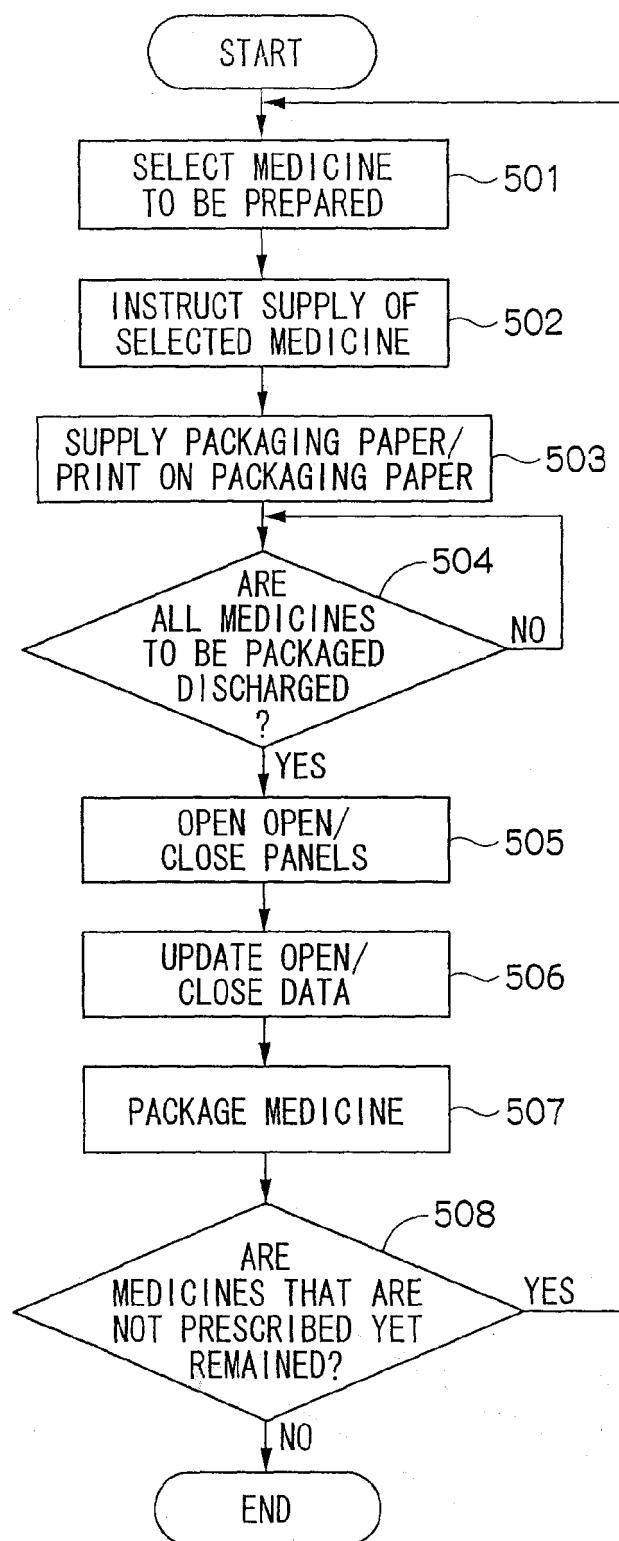 START
SELECT MEDICINE
TO BE PREPARED
501
INSTRUCT SUPPLY OF
SELECTED MEDICINE
502
SUPPLY PACKAGING PAPER/
PRINT ON PACKAGING PAPER
503
504
ARE
ALL MEDICINES
TO BE PACKAGED
DISCHARGED
?
NO
YES
OPEN OPEN/
CLOSE PANELS
505
UPDATE OPEN/
CLOSE DATA
506
PACKAGE MEDICINE
507
508
ARE
MEDICINES THAT ARE
NOT PRESCRIBED YET
REMAINED?
YES
NO
END